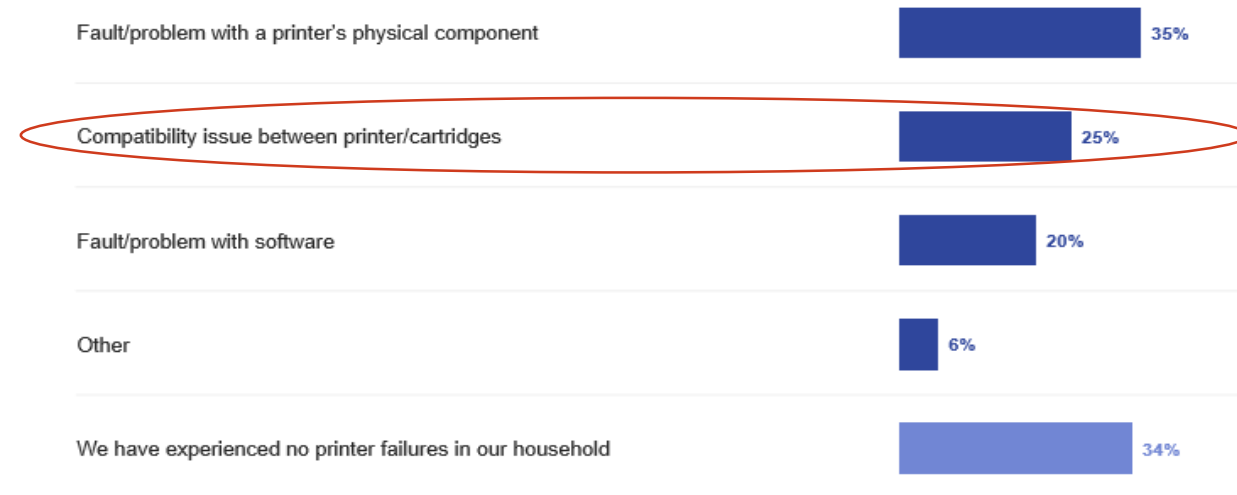 Fault/problem with a printer's physical component 35%
Compatibility issue between printer/cartridges 25%
Fault/problem with software 20%
Other 6%
We have experienced no printer failures in our household 34%